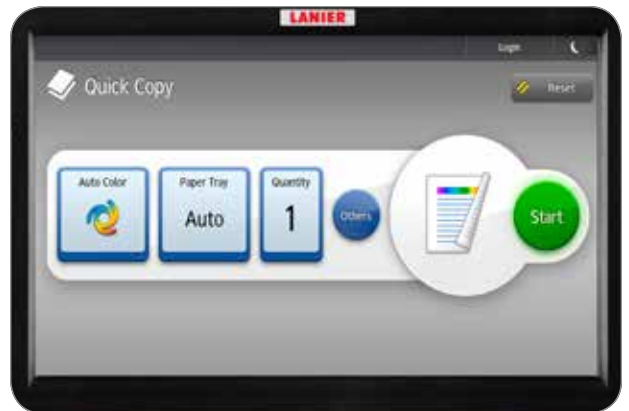 LANIER
Login
Quick Copy
Reset
Auto Color
Paper Tray
Quantity
Auto
1
Others
Start